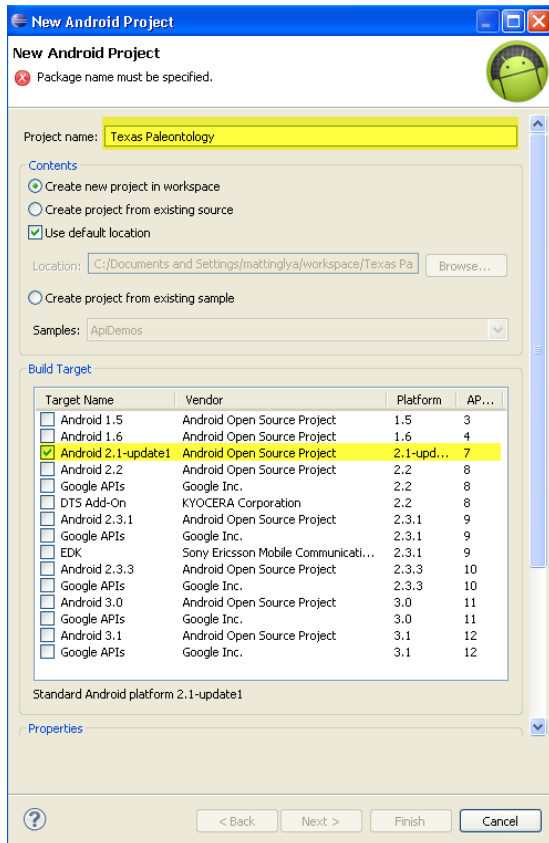 New Android Project
New Android Project
Package name must be specified.
Project name: Texas Paleontology
Contents
Create new project in workspace
Create project from existing source
Use default location
Location: C:/Documents and Settings/mattinglya/workspace/Texas Pa Browse...
Create project from existing sample
Samples: ApiDemos
Build Target
Target Name Vendor Platform AP...
Android 1.5 Android Open Source Project 1.5 3
Android 1.6 Android Open Source Project 1.6 4
Android 2.1-update1 Android Open Source Project 2.1-upd... 7
Android 2.2 Android Open Source Project 2.2 8
Google APIs Google Inc. 2.2 8
DTS Add-On KYOCERA Corporation 2.2 8
Android 2.3.1 Android Open Source Project 2.3.1 9
Google APIs Google Inc. 2.3.1 9
EDK Sony Ericsson Mobile Communicati... 2.3.1 9
Android 2.3.3 Android Open Source Project 2.3.3 10
Google APIs Google Inc. 2.3.3 10
Android 3.0 Android Open Source Project 3.0 11
Google APIs Google Inc. 3.0 11
Android 3.1 Android Open Source Project 3.1 12
Google APIs Google Inc. 3.1 12
Standard Android platform 2.1-update1
Properties
? < Back Next > Finish Cancel